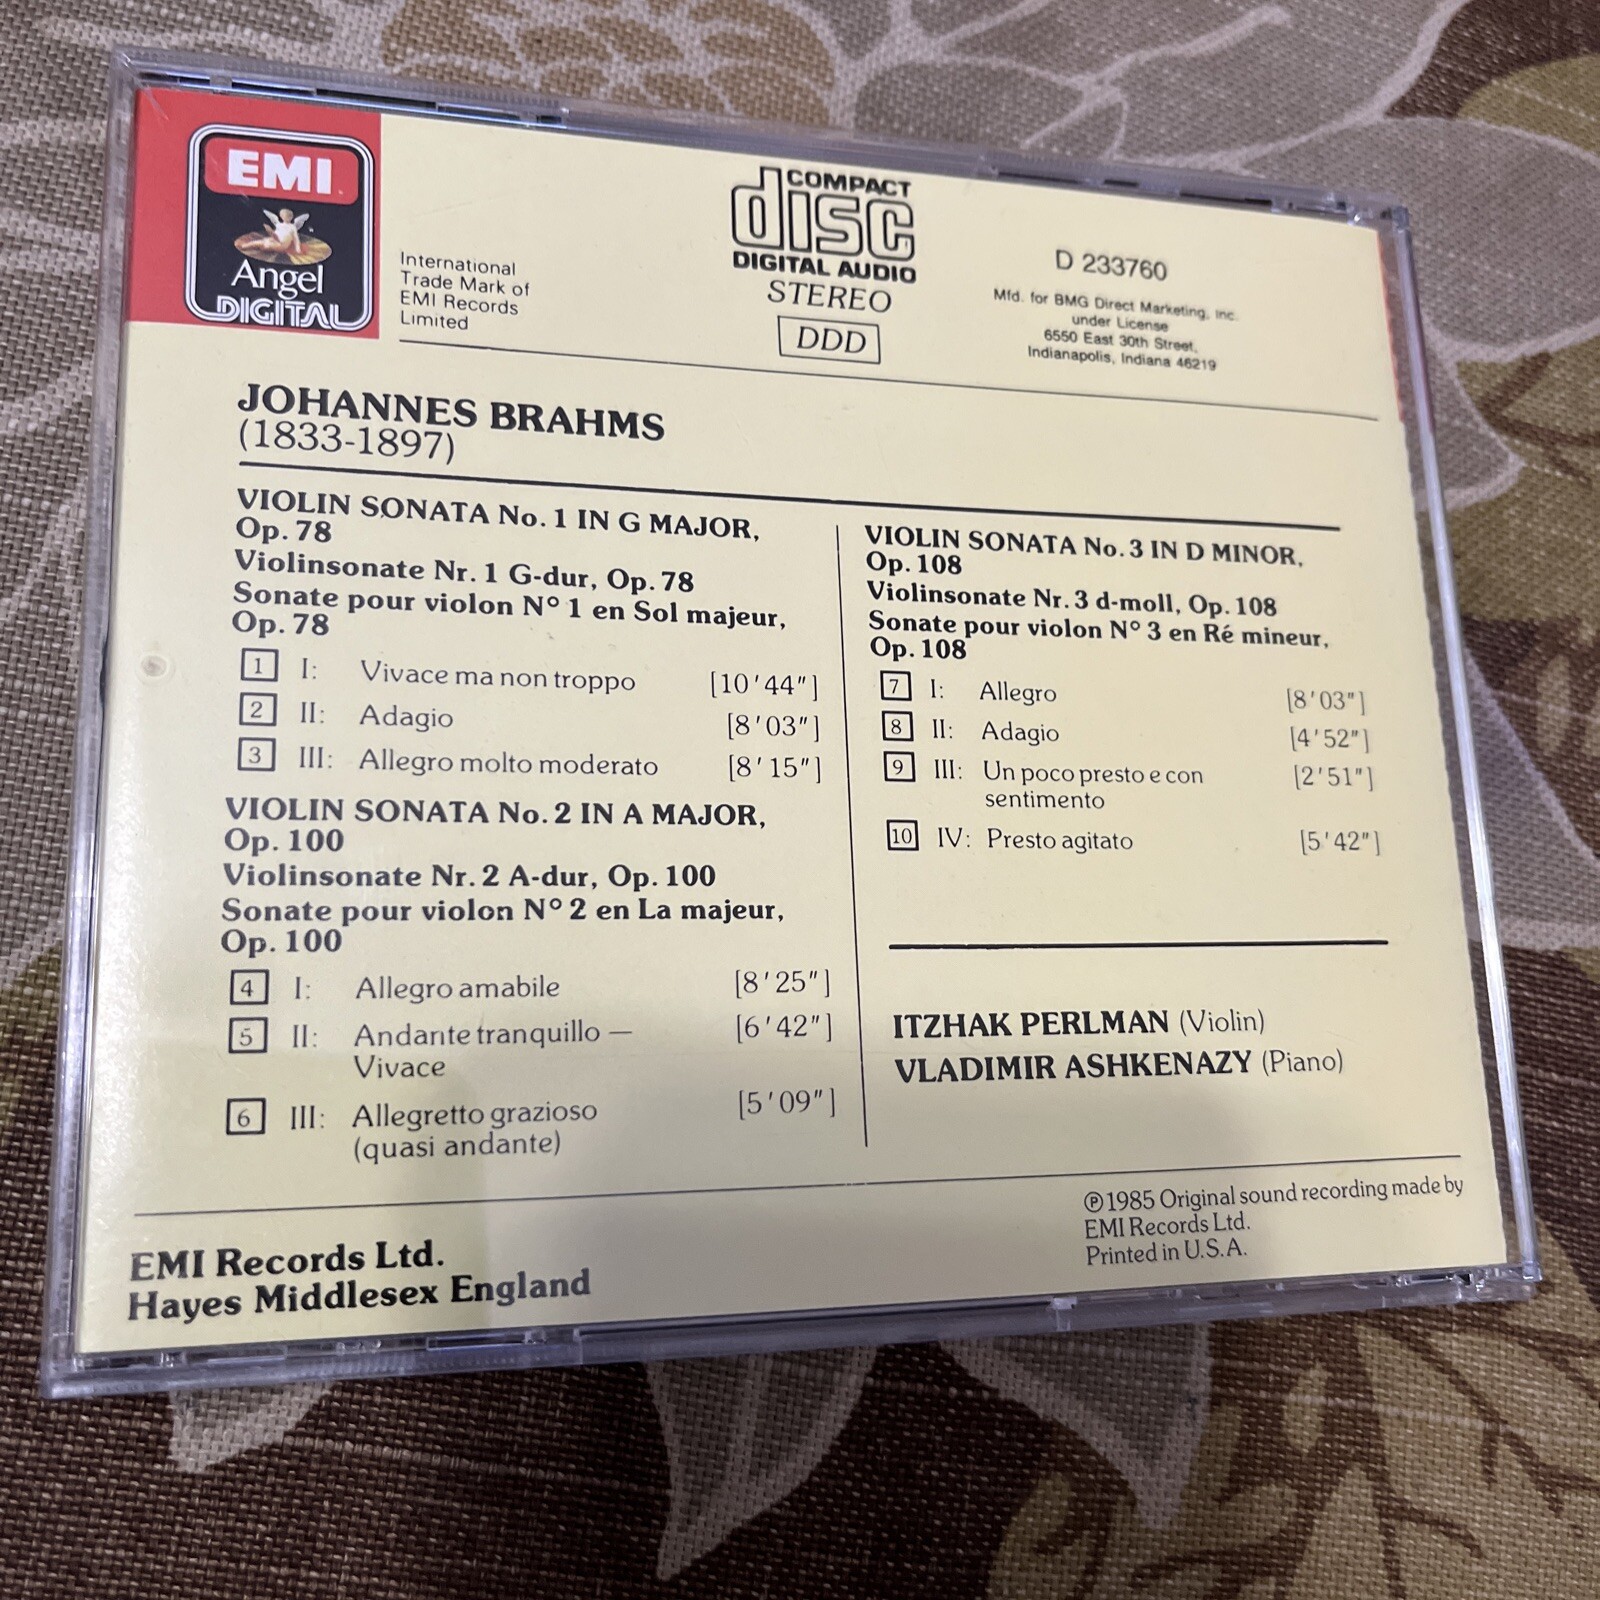 EMI
Angel
DIGITAL
International
Trade Mark of
EMI Records
Limited
COMPACT
disc
DIGITAL AUDIO
STEREO
DDD
D 233760
Mfd. for BMG Direct Marketing, Inc.
under License
6550 East 30th Street,
Indianapolis, Indiana 46219
JOHANNES BRAHMS
(1833-1897)
VIOLIN SONATA No. 1 IN G MAJOR,
Op. 78
Violinsonate Nr. 1 G-dur, Op. 78
Sonate pour violon N° 1 en Sol majeur,
Op. 78
1 I: Vivace ma non troppo [10'44"]
2 II: Adagio [8'03"]
3 III: Allegro molto moderato [8'15"]
VIOLIN SONATA No. 2 IN A MAJOR,
Op. 100
Violinsonate Nr. 2 A-dur, Op. 100
Sonate pour violon N° 2 en La majeur,
Op. 100
4 I: Allegro amabile [8'25"]
5 II: Andante tranquillo — [6'42"]
Vivace
6 III: Allegretto grazioso [5'09"]
(quasi andante)
VIOLIN SONATA No. 3 IN D MINOR,
Op. 108
Violinsonate Nr. 3 d-moll, Op. 108
Sonate pour violon N° 3 en Ré mineur,
Op. 108
7 I: Allegro [8'03"]
8 II: Adagio [4'52"]
9 III: Un poco presto e con [2'51"]
sentimento
10 IV: Presto agitato [5'42"]
ITZHAK PERLMAN (Violin)
VLADIMIR ASHKENAZY (Piano)
℗ 1985 Original sound recording made by
EMI Records Ltd.
Printed in U.S.A.
EMI Records Ltd.
Hayes Middlesex England